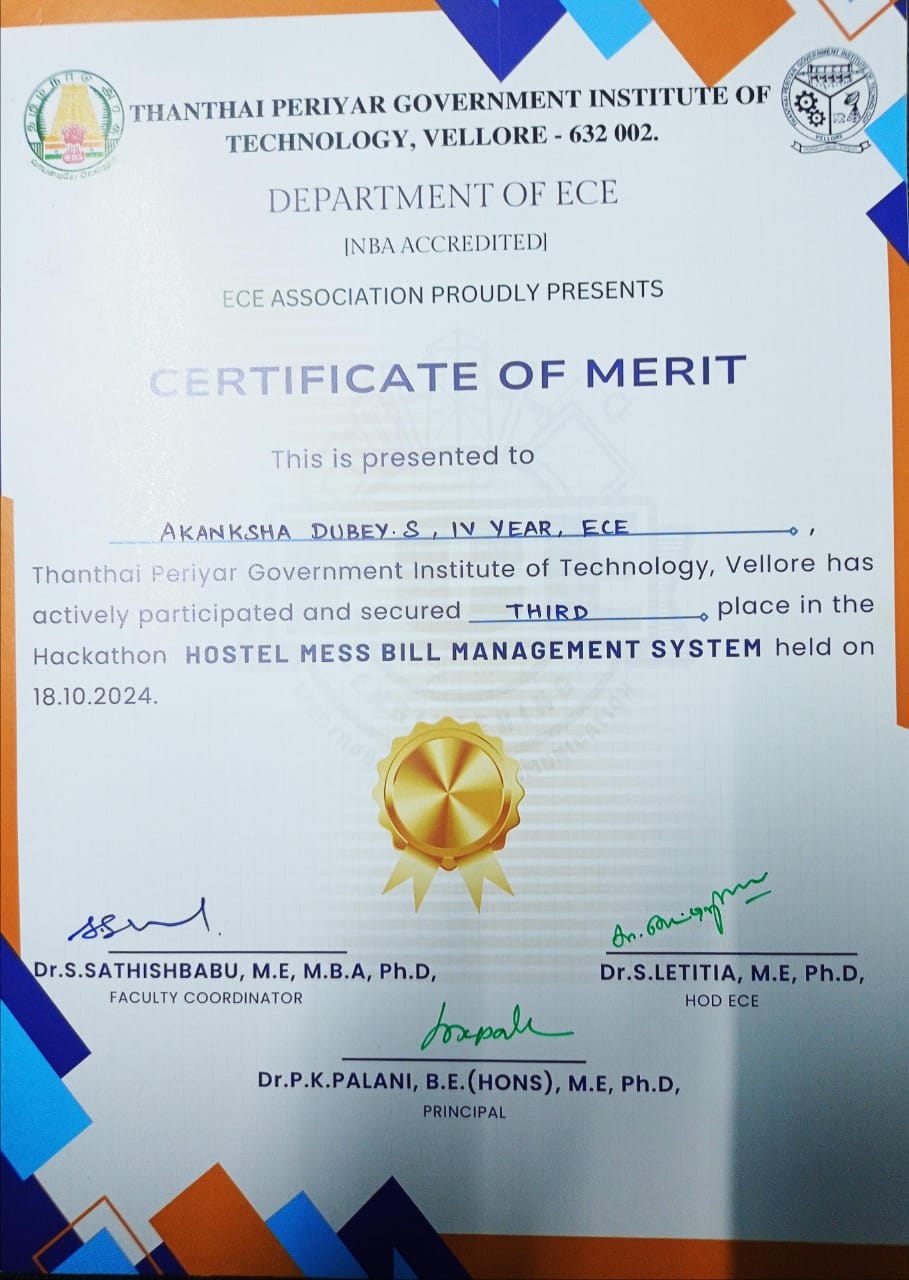 THANTHAI PERIYAR GOVERNMENT INSTITUTE OF
TECHNOLOGY, VELLORE - 632 002.
DEPARTMENT OF ECE
|NBA ACCREDITED|
ECE ASSOCIATION PROUDLY PRESENTS
CERTIFICATE OF MERIT
This is presented to
AKANKSHA DUBEY. S, IV YEAR, ECE ,
Thanthai Periyar Government Institute of Technology, Vellore has
actively participated and secured THIRD place in the
Hackathon HOSTEL MESS BILL MANAGEMENT SYSTEM held on
18.10.2024.
Dr.S.SATHISHBABU, M.E, M.B.A, Ph.D,
FACULTY COORDINATOR
Dr.S.LETITIA, M.E, Ph.D,
HOD ECE
Dr.P.K.PALANI, B.E.(HONS), M.E, Ph.D,
PRINCIPAL